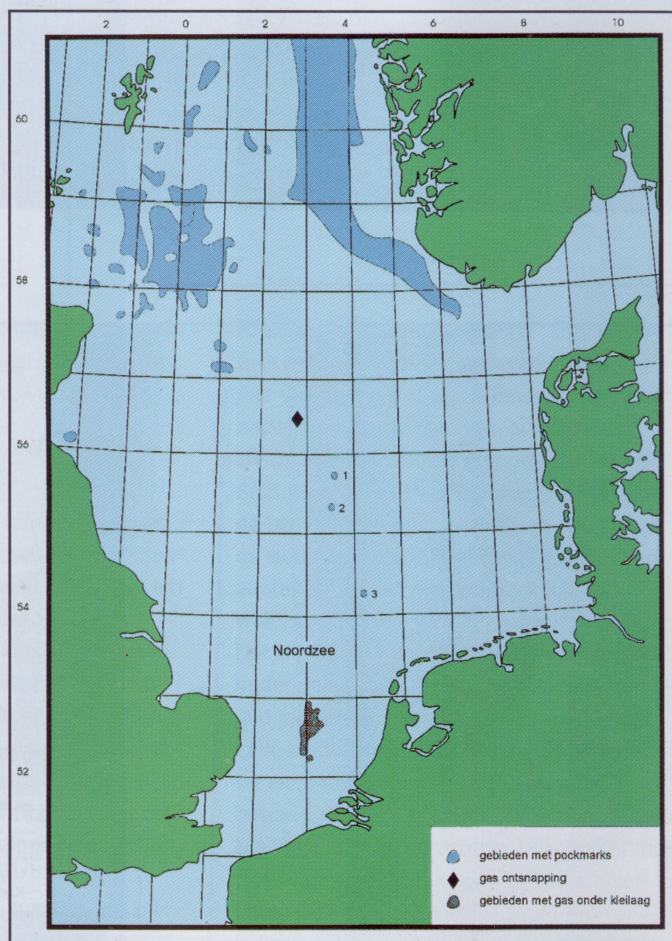 2 0 2 4 6 8 10
60
58
56
1
2
54
3
Noordzee
52
gebieden met pockmarks
gas ontsnapping
gebieden met gas onder kleilaag